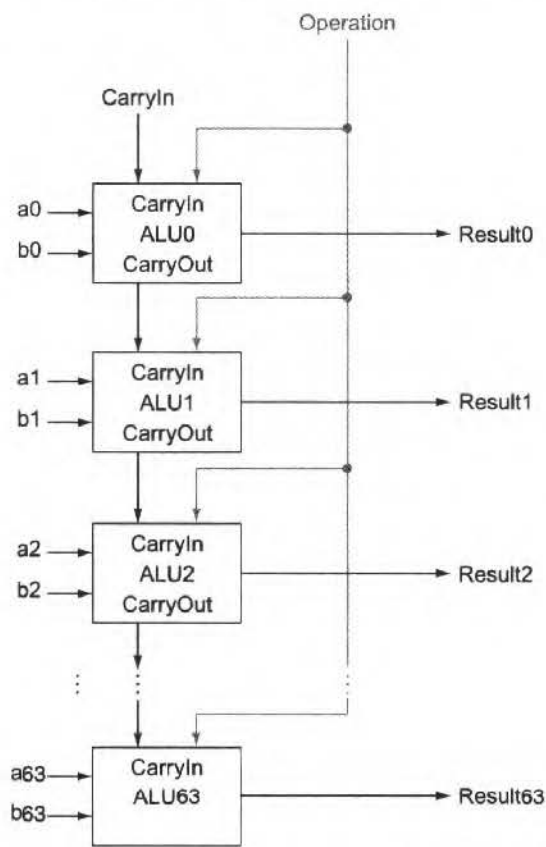 Operation
CarryIn
a0
b0
CarryIn
ALU0
CarryOut
Result0
a1
b1
CarryIn
ALU1
CarryOut
Result1
a2
b2
CarryIn
ALU2
CarryOut
Result2
a63
b63
CarryIn
ALU63
Result63